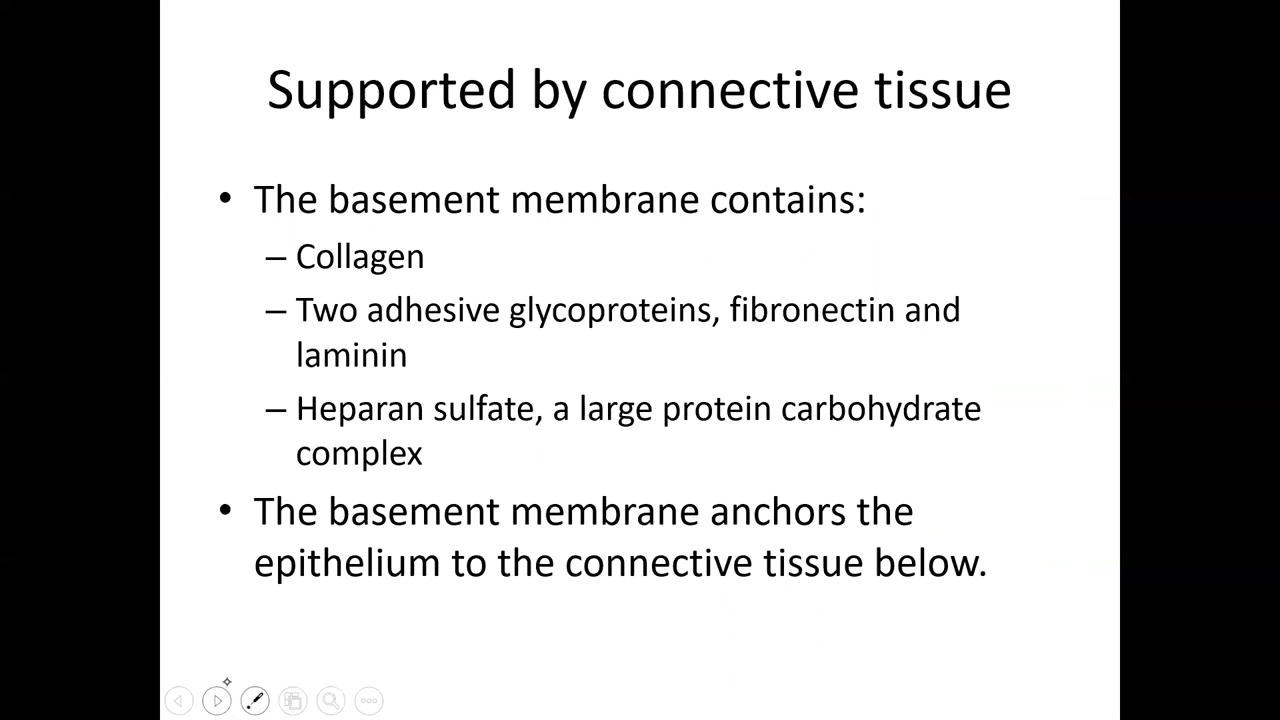 Supported by connective tissue
• The basement membrane contains:
– Collagen
– Two adhesive glycoproteins, fibronectin and
laminin
– Heparan sulfate, a large protein carbohydrate
complex
• The basement membrane anchors the
epithelium to the connective tissue below.